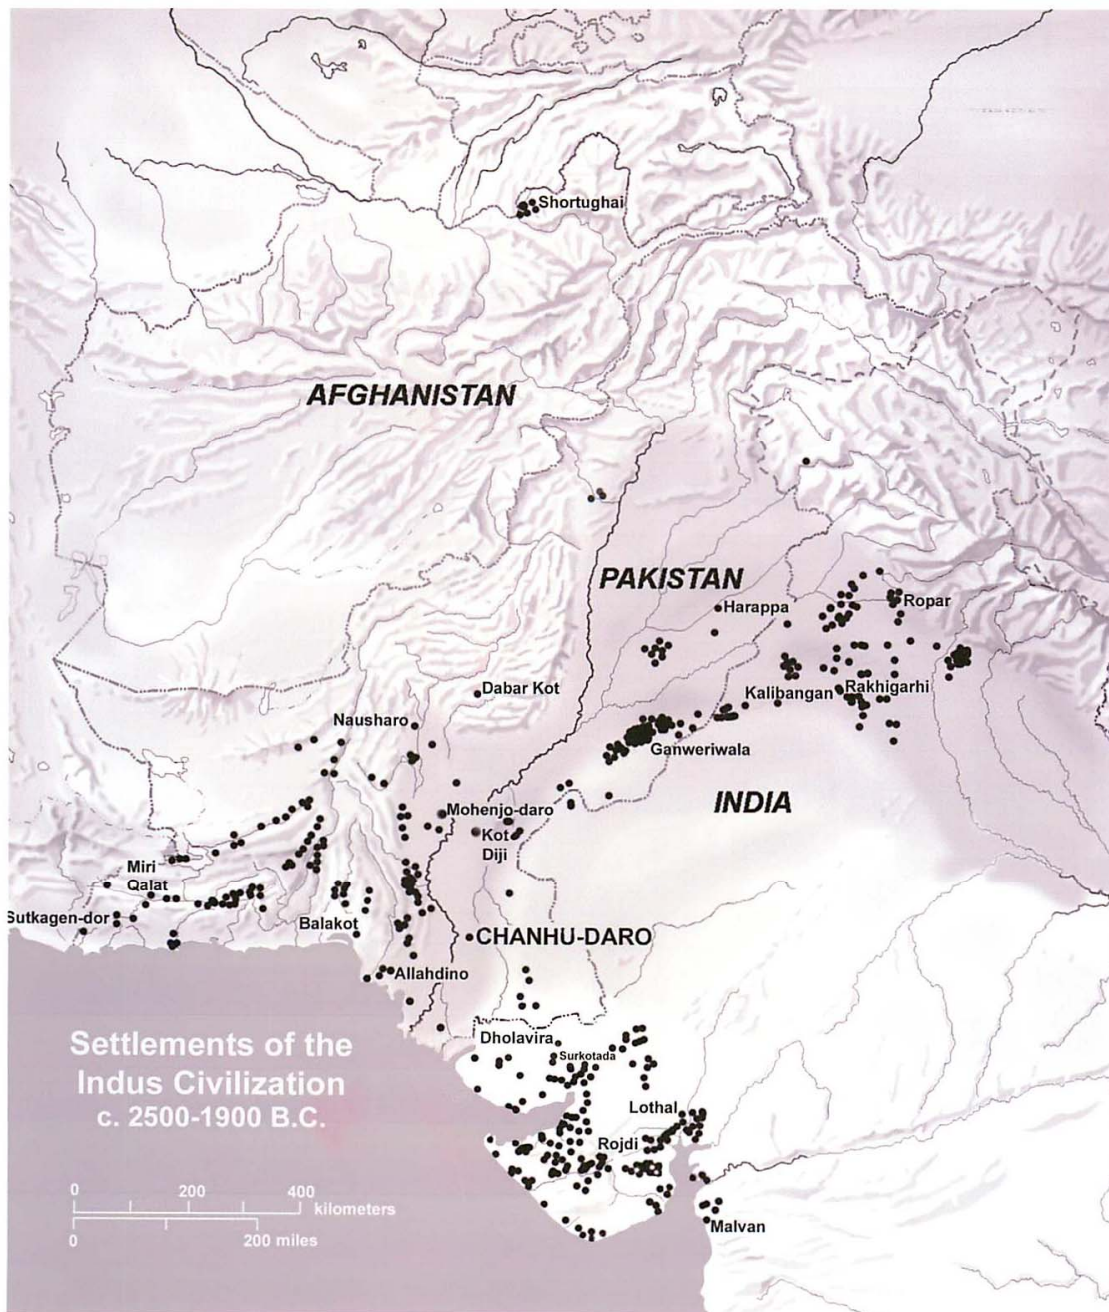 Shortughai
AFGHANISTAN
PAKISTAN
Harappa
Ropar
Dabar Kot
Kalibangan
Rakhigarhi
Nausharo
Ganweriwala
INDIA
Mohenjo-daro
Kot
Diji
Miri
Qalat
Sutkagen-dor
Balakot
CHANHU-DARO
Allahdino
Dholavira
Surkotada
Settlements of the
Indus Civilization
c. 2500-1900 B.C.
Lothal
Rojdi
Malvan
0 200 400
kilometers
0 200 miles